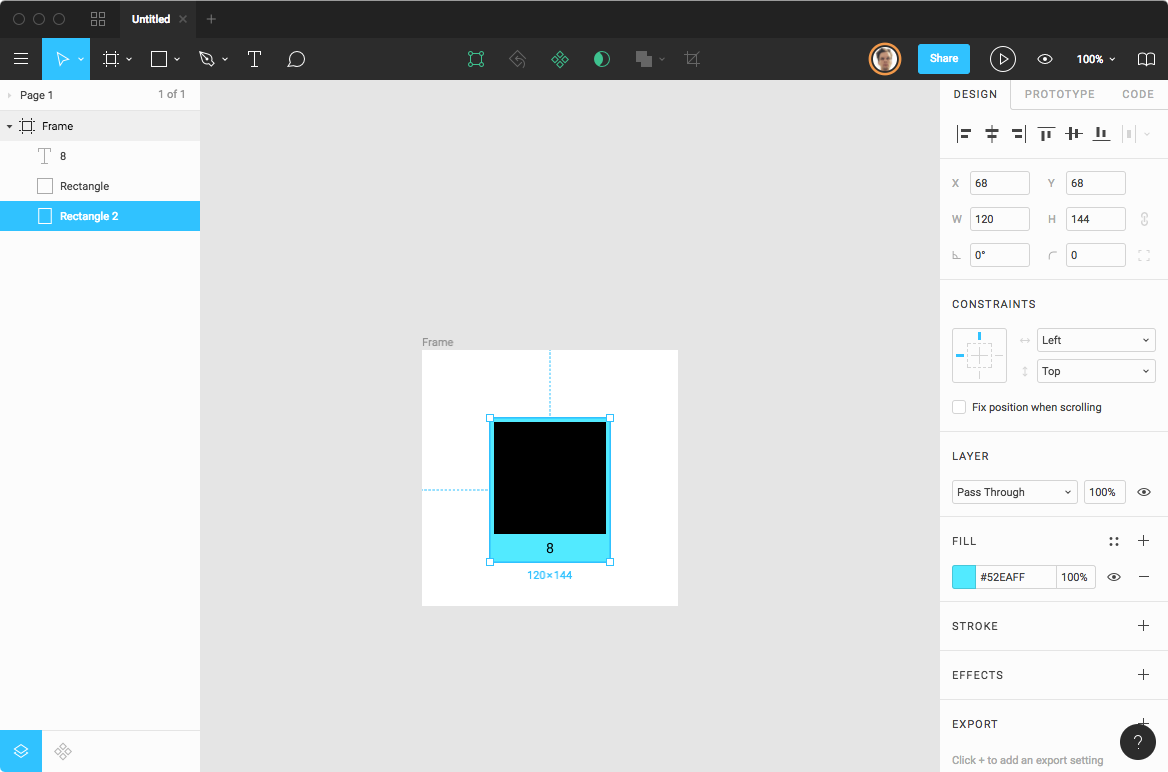 Untitled
Share
100%
Page 1
1 of 1
Frame
8
Rectangle
Rectangle 2
Frame
8
120×144
DESIGN PROTOTYPE CODE
X 68 Y 68
W 120 H 144
0° 0
CONSTRAINTS
Left
Top
Fix position when scrolling
LAYER
Pass Through 100%
FILL
#52EAFF 100%
STROKE
EFFECTS
EXPORT
?
Click + to add an export setting